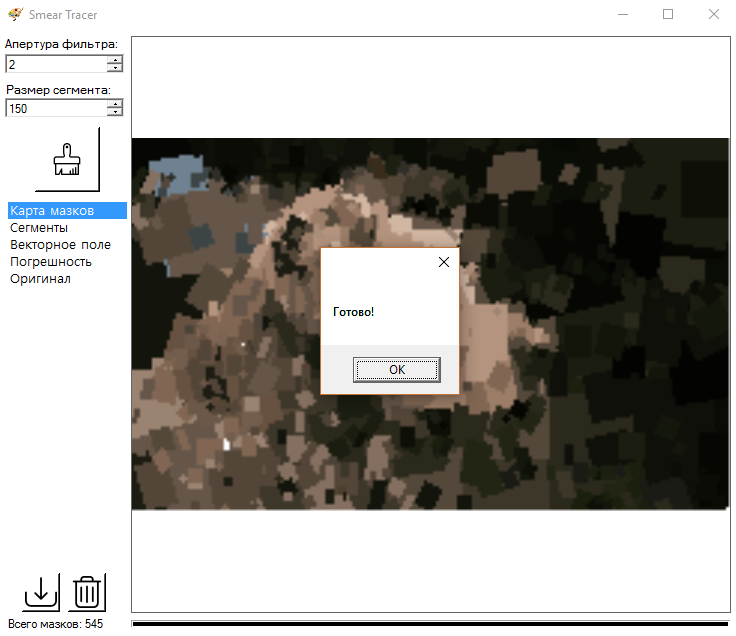 Smear Tracer
Апертура фильтра:
2
Размер сегмента:
150
Карта мазков
Сегменты
Векторное поле
Погрешность
Оригинал
Готово!
OK
Всего мазков: 545